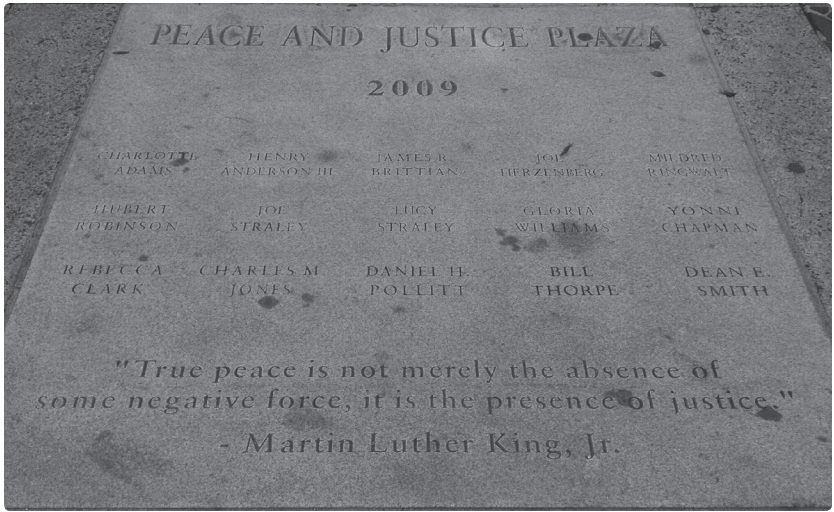 PEACE AND JUSTICE PLAZA
2009
CHARLOTTE ADAMS
HENRY ANDERSON III
JAMES R. BRITTIAN
JOE HERZENBERG
MILDRED RINGWALT
HUBERT ROBINSON
JOE STRALEY
LUCY STRALEY
GLORIA WILLIAMS
YONNI CHAPMAN
REBECCA CLARK
CHARLES M. JONES
DANIEL H. POLLITT
BILL THORPE
DEAN E. SMITH
"True peace is not merely the absence of
some negative force, it is the presence of justice."
- Martin Luther King, Jr.